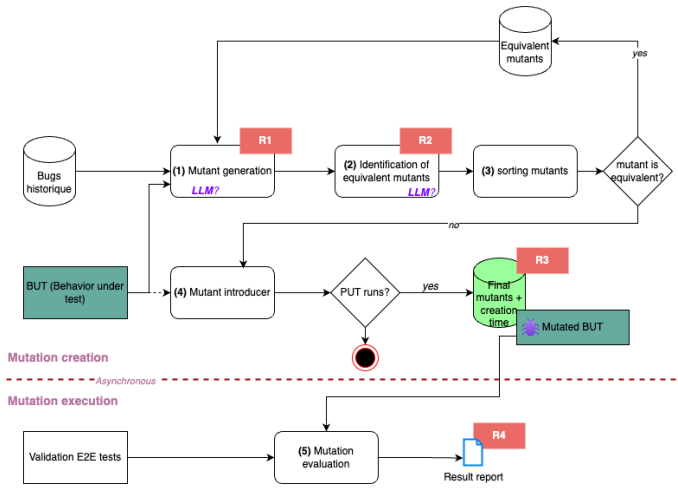 Equivalent
mutants
yes
R1
R2
Bugs
historique
(1) Mutant generation
LLM?
(2) Identification of
equivalent mutants
LLM?
(3) sorting mutants
mutant is
equivalent?
no
BUT (Behavior under
test)
(4) Mutant introducer
PUT runs?
yes
R3
Final
mutants +
creation
time
Mutated BUT
Mutation creation
Asynchronous
Mutation execution
Validation E2E tests
(5) Mutation
evaluation
R4
Result report